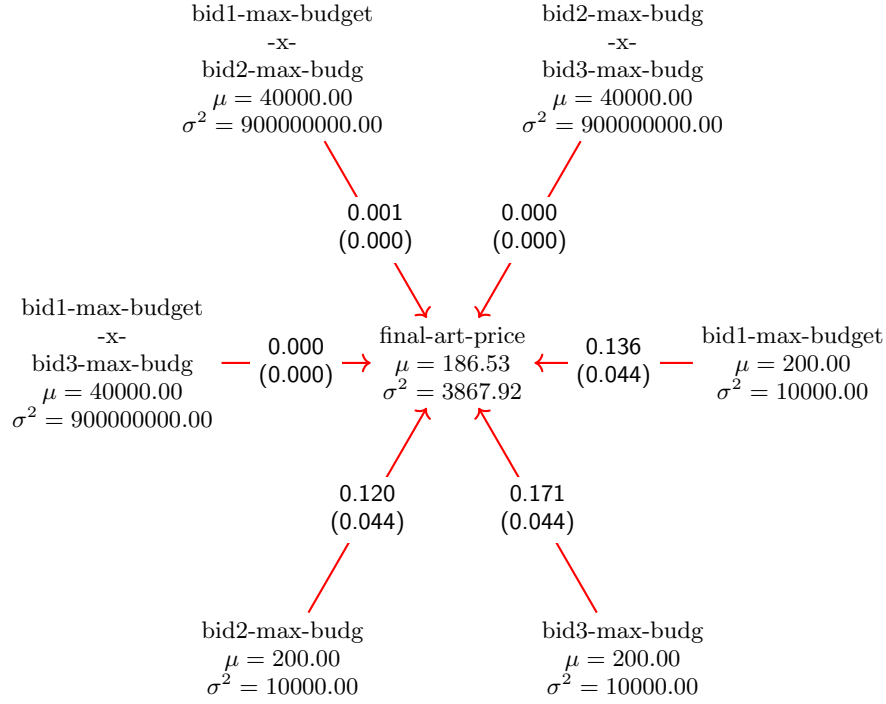 bid1-max-budget
-x-
bid2-max-budg
μ = 40000.00
σ² = 900000000.00
bid2-max-budg
-x-
bid3-max-budg
μ = 40000.00
σ² = 900000000.00
0.001
(0.000)
0.000
(0.000)
bid1-max-budget
-x-
bid3-max-budg
μ = 40000.00
σ² = 900000000.00
0.000
(0.000)
final-art-price
μ = 186.53
σ² = 3867.92
0.136
(0.044)
bid1-max-budget
μ = 200.00
σ² = 10000.00
0.120
(0.044)
0.171
(0.044)
bid2-max-budg
μ = 200.00
σ² = 10000.00
bid3-max-budg
μ = 200.00
σ² = 10000.00